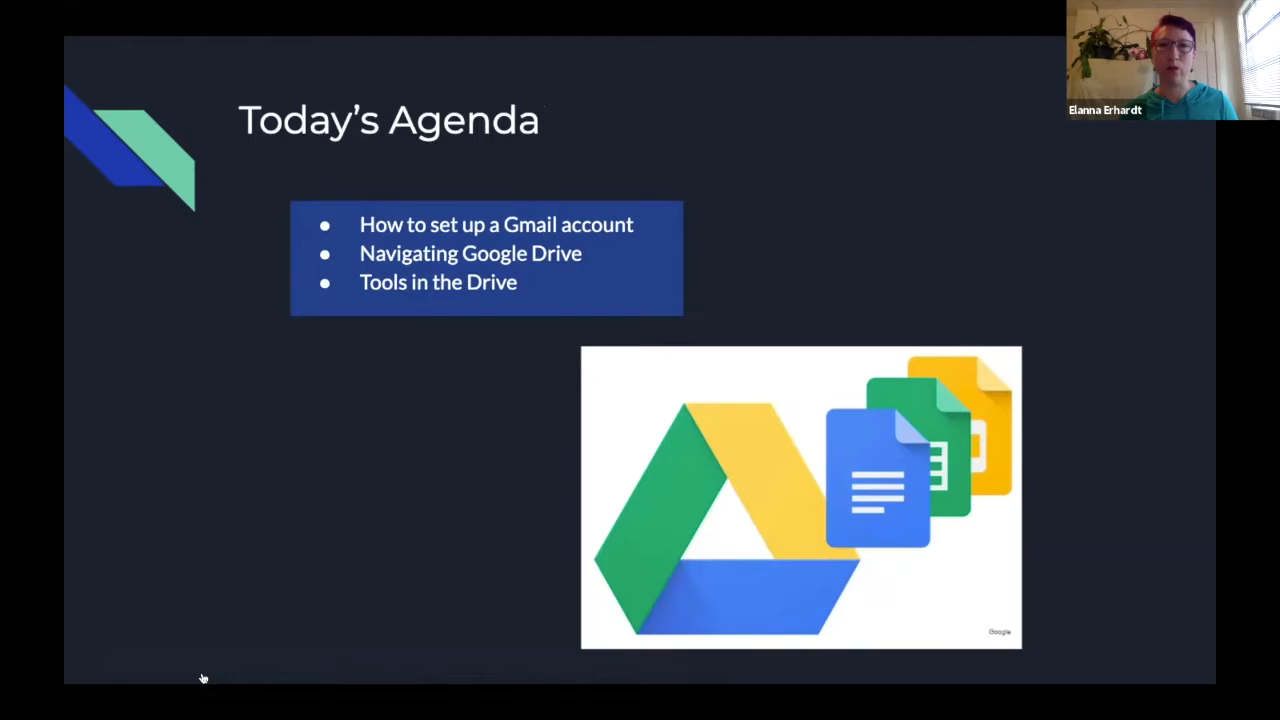 Today's Agenda
Elanna Erhardt
● How to set up a Gmail account
● Navigating Google Drive
● Tools in the Drive
Google